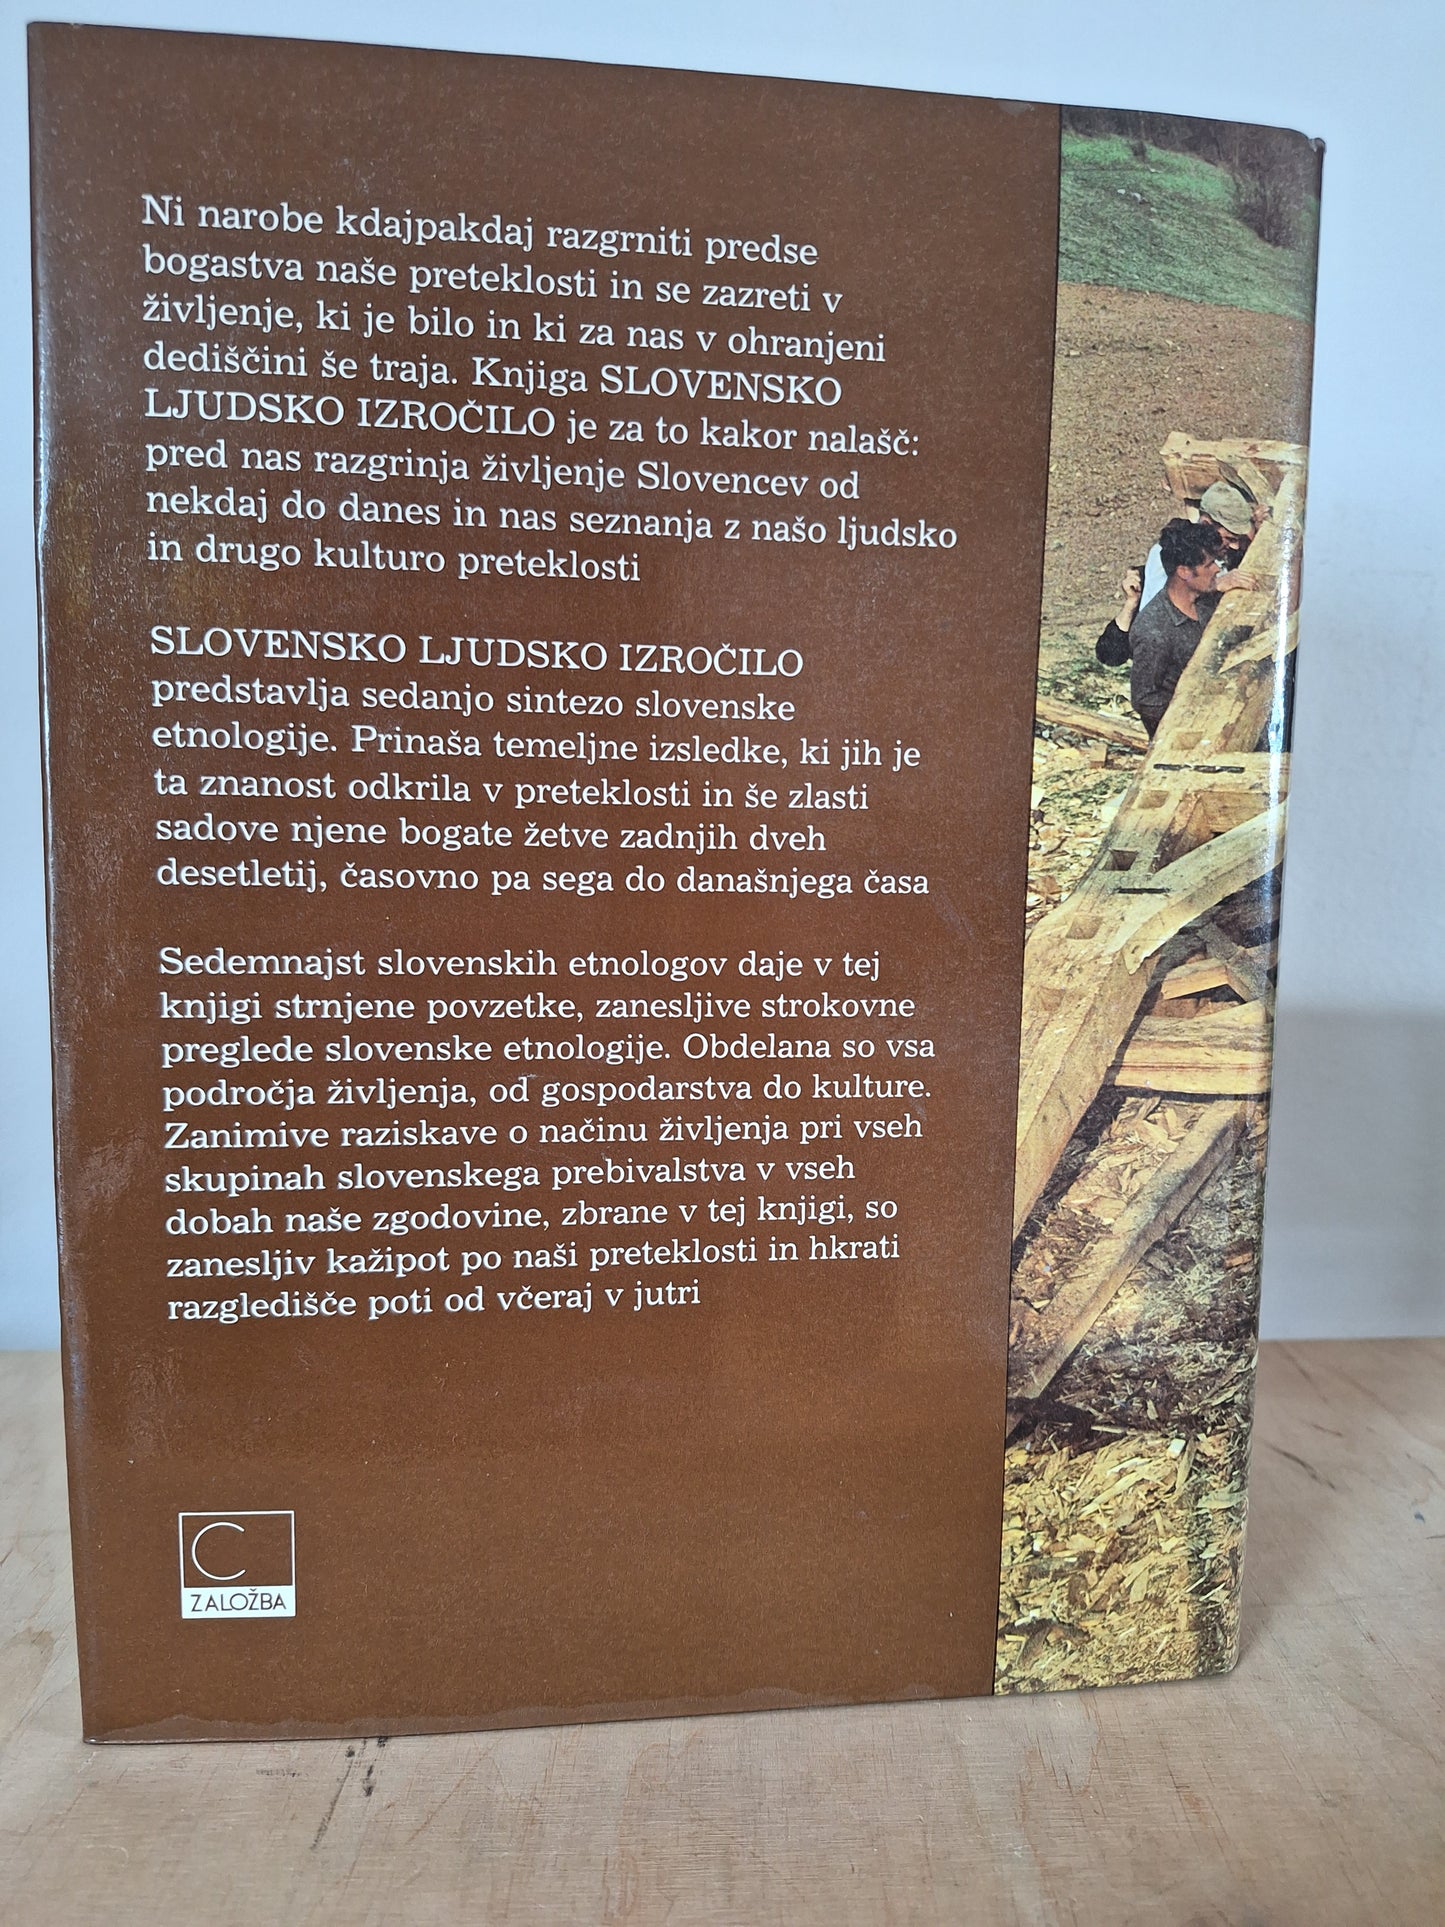 Ni narobe kdajpakdaj razgrniti predse
bogastva naše preteklosti in se zazreti v
življenje, ki je bilo in ki za nas v ohranjeni
dediščini še traja. Knjiga SLOVENSKO
LJUDSKO IZROČILO je za to kakor nalašč:
pred nas razgrinja življenje Slovencev od
nekdaj do danes in nas seznanja z našo ljudsko
in drugo kulturo preteklosti
SLOVENSKO LJUDSKO IZROČILO
predstavlja sedanjo sintezo slovenske
etnologije. Prinaša temeljne izsledke, ki jih je
ta znanost odkrila v preteklosti in še zlasti
sadove njene bogate žetve zadnjih dveh
desetletij, časovno pa sega do današnjega časa
Sedemnajst slovenskih etnologov daje v tej
knjigi strnjene povzetke, zanesljive strokovne
preglede slovenske etnologije. Obdelana so vsa
področja življenja, od gospodarstva do kulture.
Zanimive raziskave o načinu življenja pri vseh
skupinah slovenskega prebivalstva v vseh
dobah naše zgodovine, zbrane v tej knjigi, so
zanesljiv kažipot po naši preteklosti in hkrati
razgledišče poti od včeraj v jutri
C
ZALOŽBA